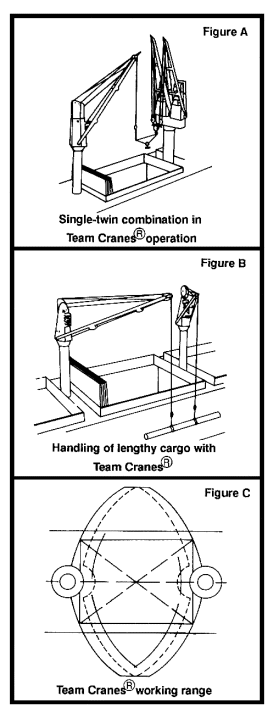 Figure A
Single-twin combination in
Team Cranes® operation
Figure B
Handling of lengthy cargo with
Team Cranes®
Figure C
Team Cranes® working range